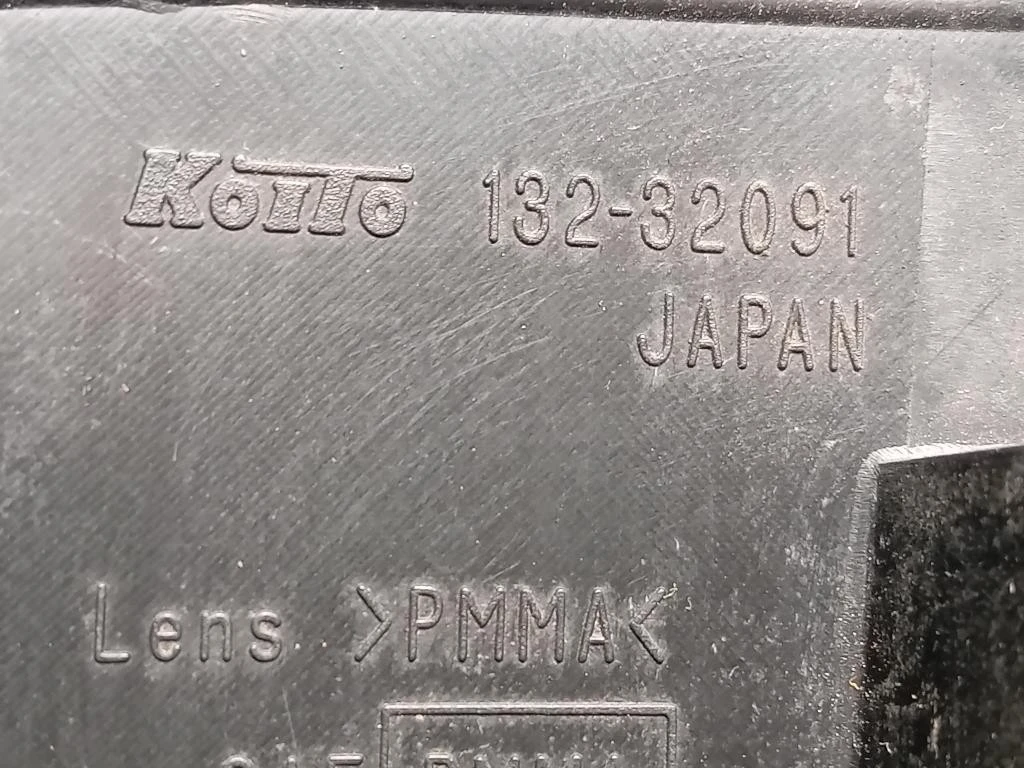 KOITO 132-32091
JAPAN
Lens >PMMA<